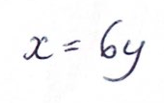 x = 6y